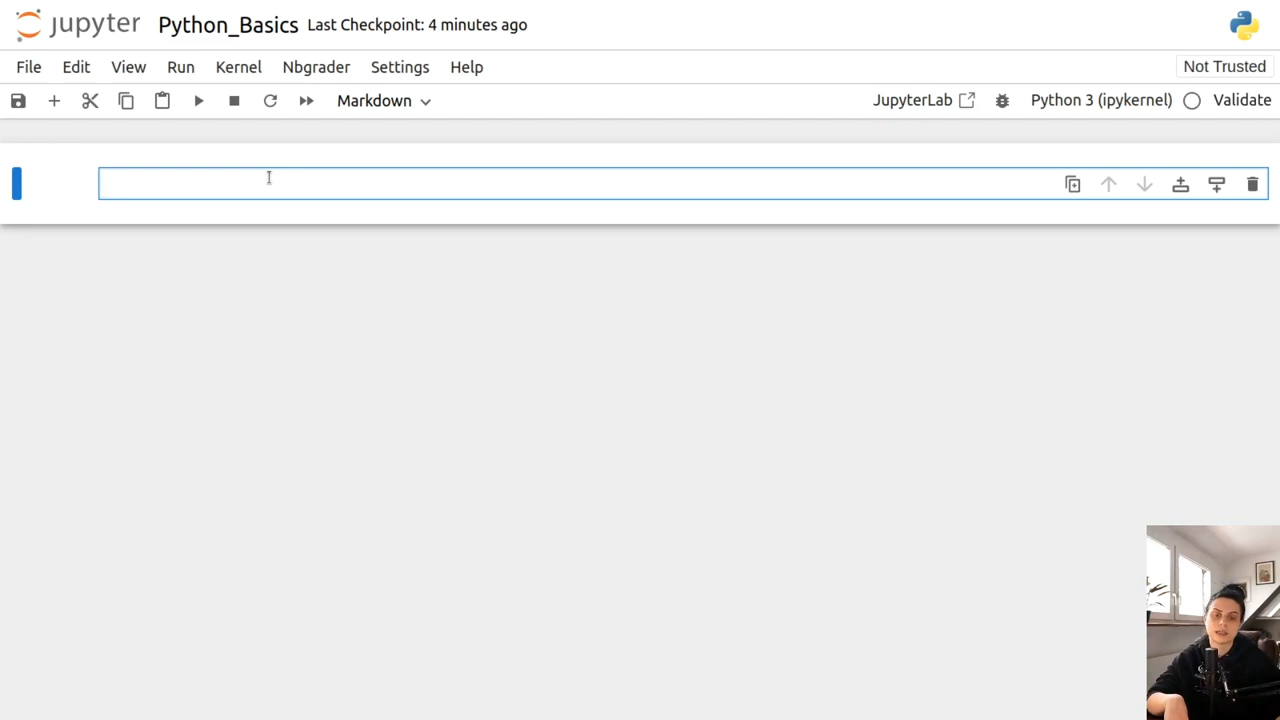 jupyter Python_Basics Last Checkpoint: 4 minutes ago
File Edit View Run Kernel Nbgrader Settings Help Not Trusted
Markdown JupyterLab Python 3 (ipykernel) Validate